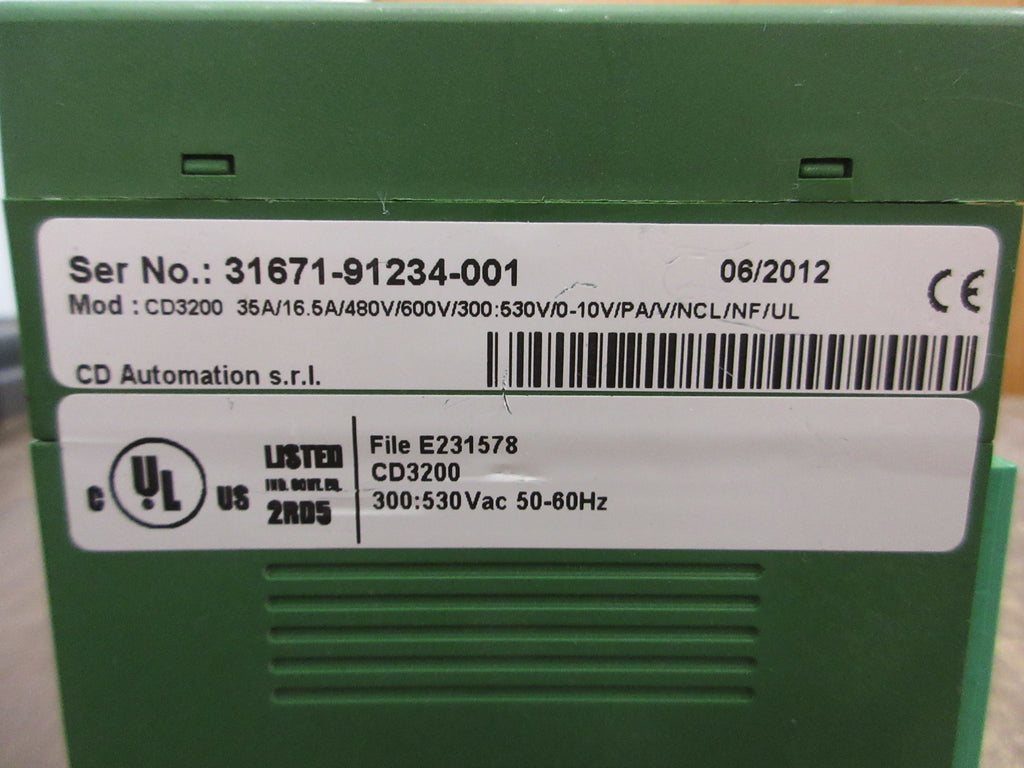 Ser No.: 31671-91234-001 06/2012
Mod : CD3200 35A/16.5A/480V/600V/300:530V/0-10V/PA/V/NCL/NF/UL
CE
CD Automation s.r.l.
c UL US
LISTED
IND. CONT. EQ.
2RD5
File E231578
CD3200
300:530Vac 50-60Hz